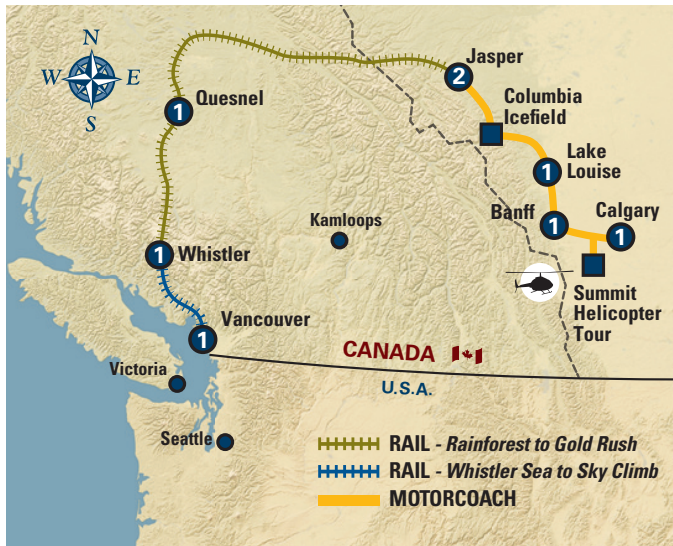 N
W
E
S
Jasper
2
Columbia
Icefield
Quesnel
1
Lake
Louise
1
Banff
1
Calgary
1
Kamloops
Whistler
1
Summit
Helicopter
Tour
Vancouver
1
CANADA
Victoria
U.S.A.
Seattle
RAIL - Rainforest to Gold Rush
RAIL - Whistler Sea to Sky Climb
MOTORCOACH